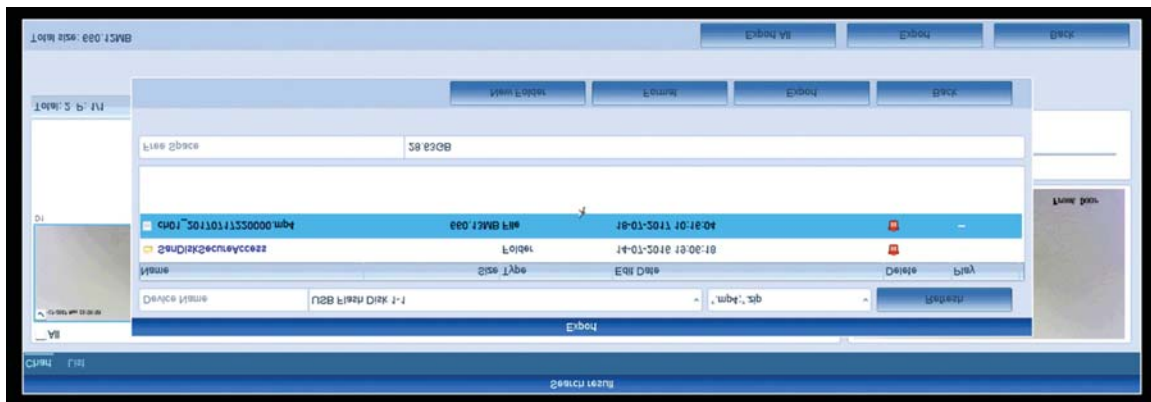 Search result
Chart List
All
Export
Device Name USB Flash Disk 1-1 *.mp4;*.zip Refresh
Name Size Type Edit Date Delete Play
SanDiskSecureAccess Folder 14-07-2016 19:06:18
ch01_20170717220000.mp4 660.13MB File 18-07-2017 10:16:04
D1
Front Door
Free Space 28.63GB
New Folder Format Export Back
Total: 2 P: 1/1
Total size: 660.12MB
Export All Export Back